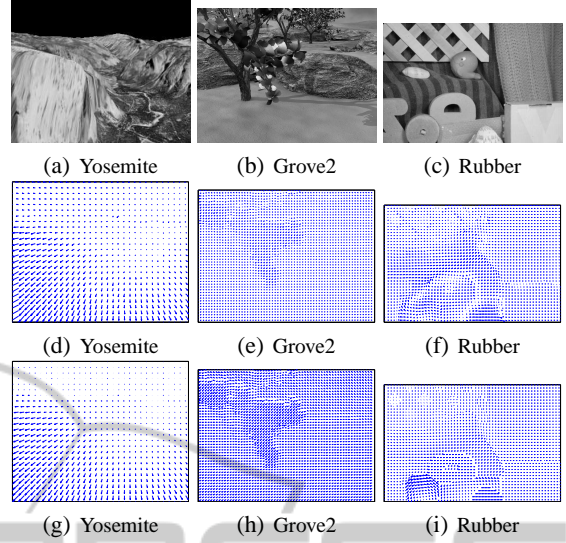 (a) Yosemite (b) Grove2 (c) Rubber
(d) Yosemite (e) Grove2 (f) Rubber
(g) Yosemite (h) Grove2 (i) Rubber